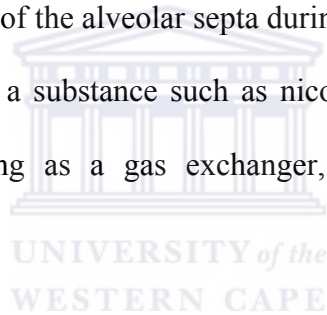 of the alveolar septa durin
a substance such as nico
ng as a gas exchanger,
UNIVERSITY of the
WESTERN CAPE